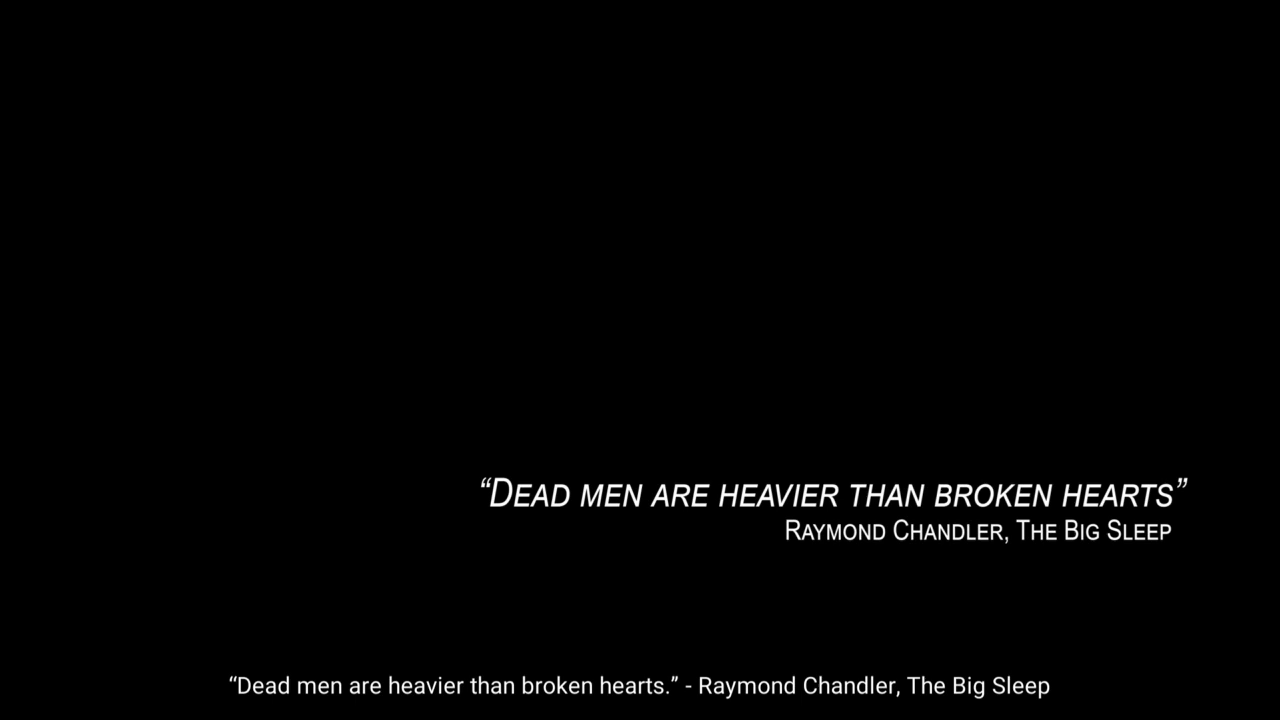 “DEAD MEN ARE HEAVIER THAN BROKEN HEARTS”
RAYMOND CHANDLER, THE BIG SLEEP
“Dead men are heavier than broken hearts.” - Raymond Chandler, The Big Sleep